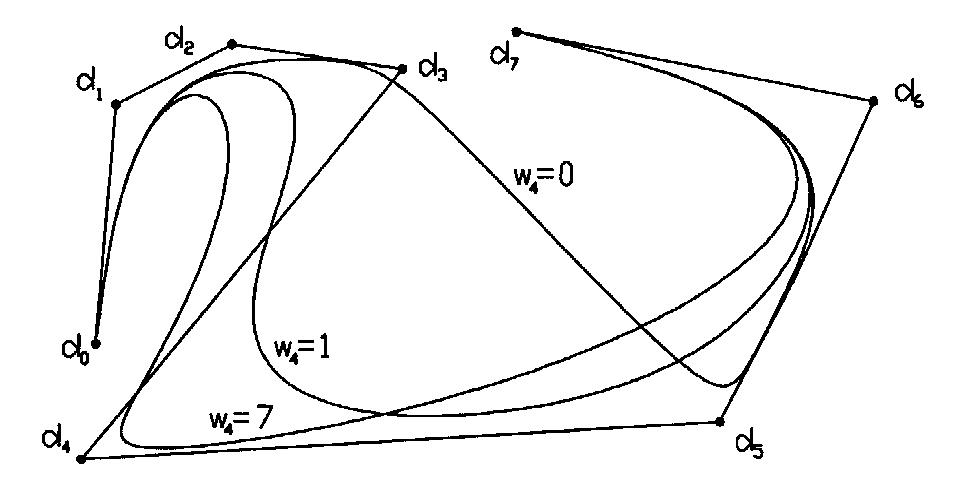 d₂
d₃
d₇
d₁
d₆
w₄=0
d₀
w₄=1
w₄=7
d₄
d₅